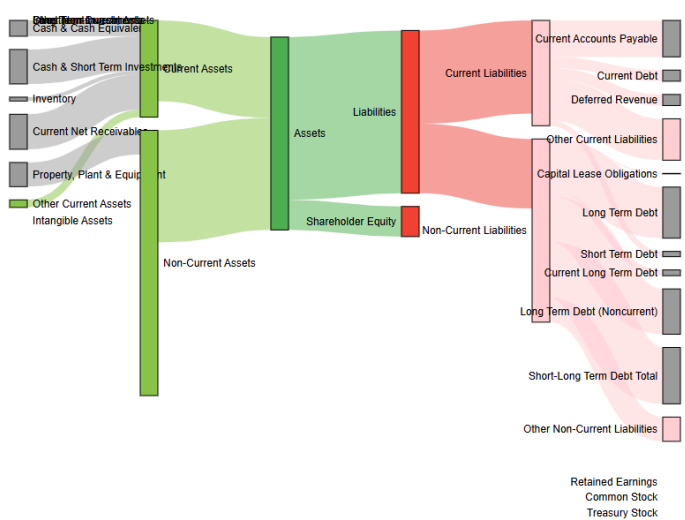 Cash & Cash Equivalents
Current Accounts Payable
Cash & Short Term Investments
Current Assets
Current Liabilities
Current Debt
Inventory
Deferred Revenue
Liabilities
Current Net Receivables
Assets
Other Current Liabilities
Property, Plant & Equipment
Capital Lease Obligations
Other Current Assets
Long Term Debt
Intangible Assets
Shareholder Equity
Non-Current Liabilities
Short Term Debt
Non-Current Assets
Current Long Term Debt
Long Term Debt (Noncurrent)
Short-Long Term Debt Total
Other Non-Current Liabilities
Retained Earnings
Common Stock
Treasury Stock